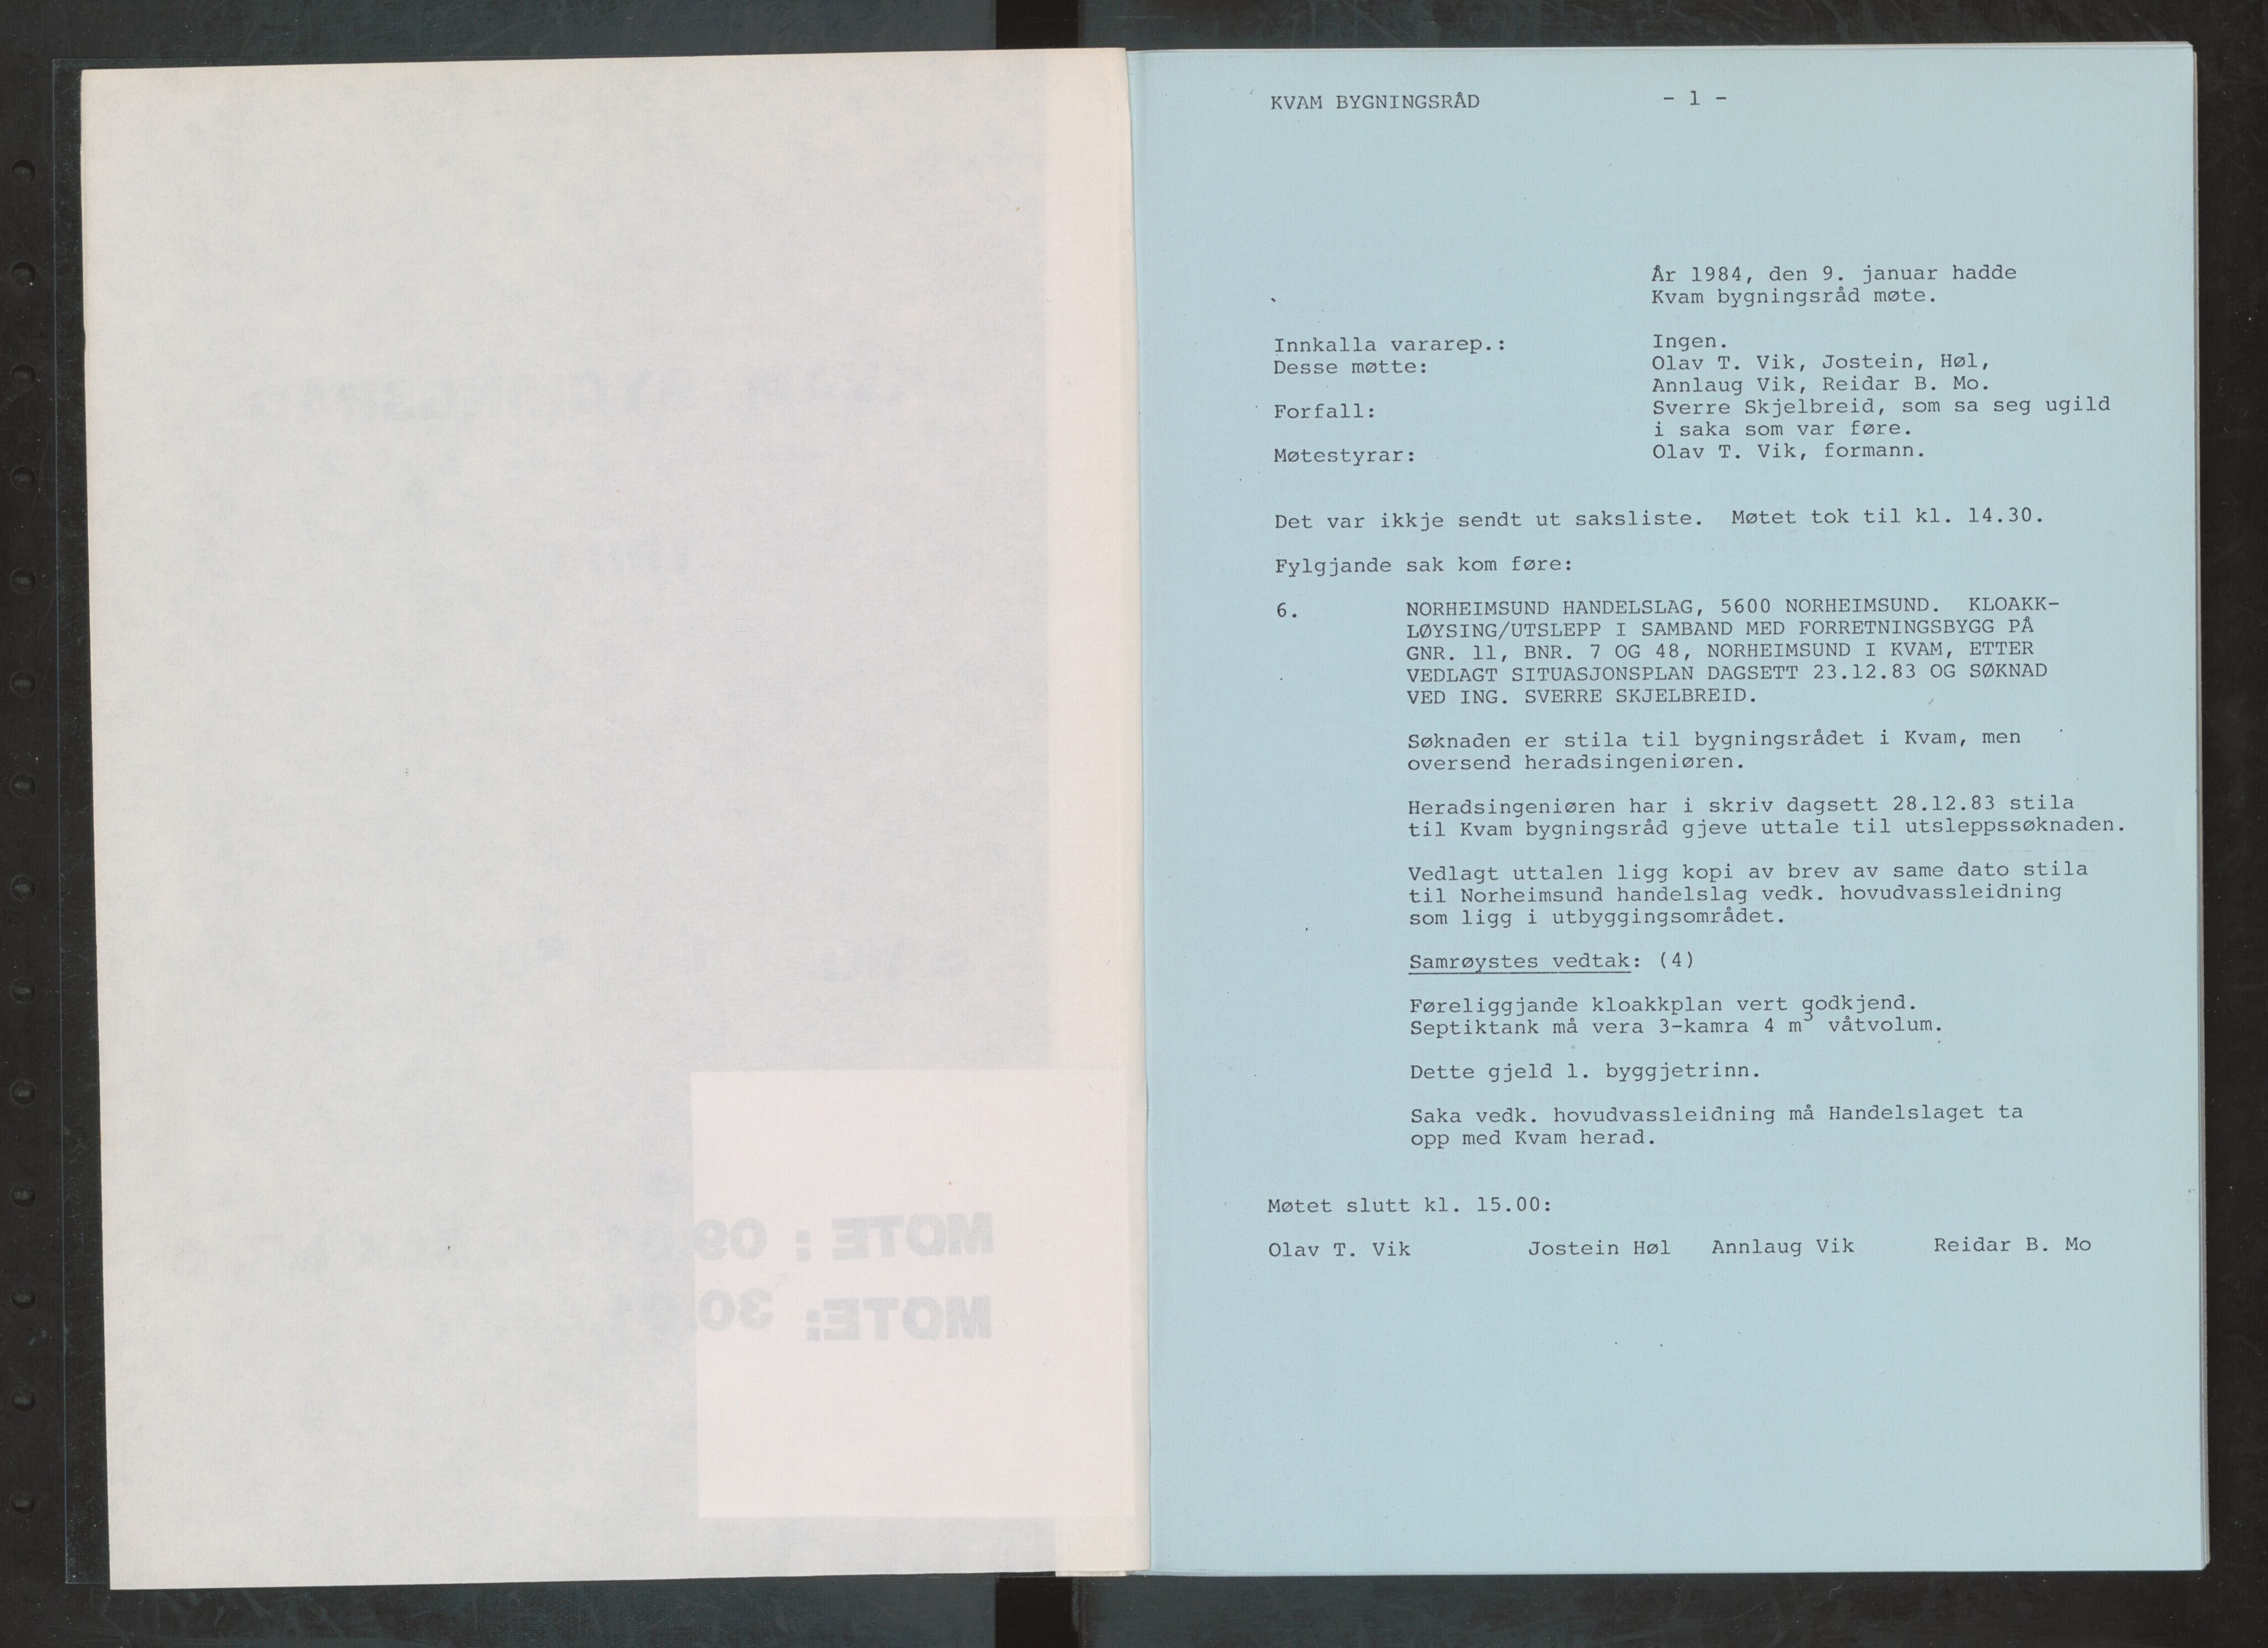 MØTE : 09
MØTE: 30.01
KVAM BYGNINGSRÅD - 1 -
År 1984, den 9. januar hadde
Kvam bygningsråd møte.
Innkalla vararep.: Ingen.
Desse møtte: Olav T. Vik, Jostein, Høl,
Annlaug Vik, Reidar B. Mo.
Forfall: Sverre Skjelbreid, som sa seg ugild
i saka som var føre.
Møtestyrar: Olav T. Vik, formann.
Det var ikkje sendt ut saksliste. Møtet tok til kl. 14.30.
Fylgjande sak kom føre:
6. NORHEIMSUND HANDELSLAG, 5600 NORHEIMSUND. KLOAKK-
LØYSING/UTSLEPP I SAMBAND MED FORRETNINGSBYGG PÅ
GNR. 11, BNR. 7 OG 48, NORHEIMSUND I KVAM, ETTER
VEDLAGT SITUASJONSPLAN DAGSETT 23.12.83 OG SØKNAD
VED ING. SVERRE SKJELBREID.
Søknaden er stila til bygningsrådet i Kvam, men
oversend heradsingeniøren.
Heradsingeniøren har i skriv dagsett 28.12.83 stila
til Kvam bygningsråd gjeve uttale til utsleppssøknaden.
Vedlagt uttalen ligg kopi av brev av same dato stila
til Norheimsund handelslag vedk. hovudvassleidning
som ligg i utbyggingsområdet.
Samrøystes vedtak: (4)
Føreliggjande kloakkplan vert godkjend.
Septiktank må vera 3-kamra 4 m³ våtvolum.
Dette gjeld 1. byggjetrinn.
Saka vedk. hovudvassleidning må Handelslaget ta
opp med Kvam herad.
Møtet slutt kl. 15.00:
Olav T. Vik Jostein Høl Annlaug Vik Reidar B. Mo